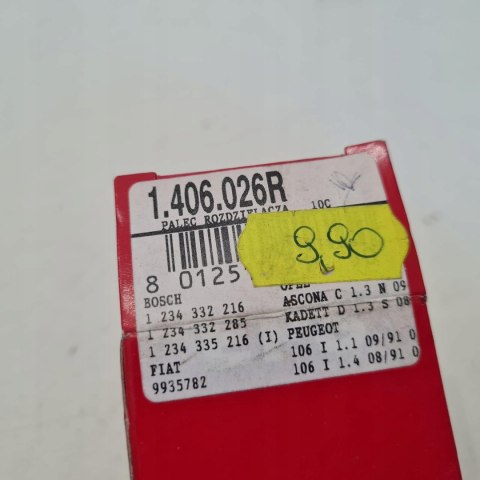 1.406.026R
PALEC ROZDZIELACZA 10C
9,90
8 0125
BOSCH
1 234 332 216
1 234 332 285
1 234 335 216 (I)
FIAT
9935782
OPEL
ASCONA C 1.3 N 09
KADETT D 1.3 S 08
PEUGEOT
106 I 1.1 09/91 0
106 I 1.4 08/91 0